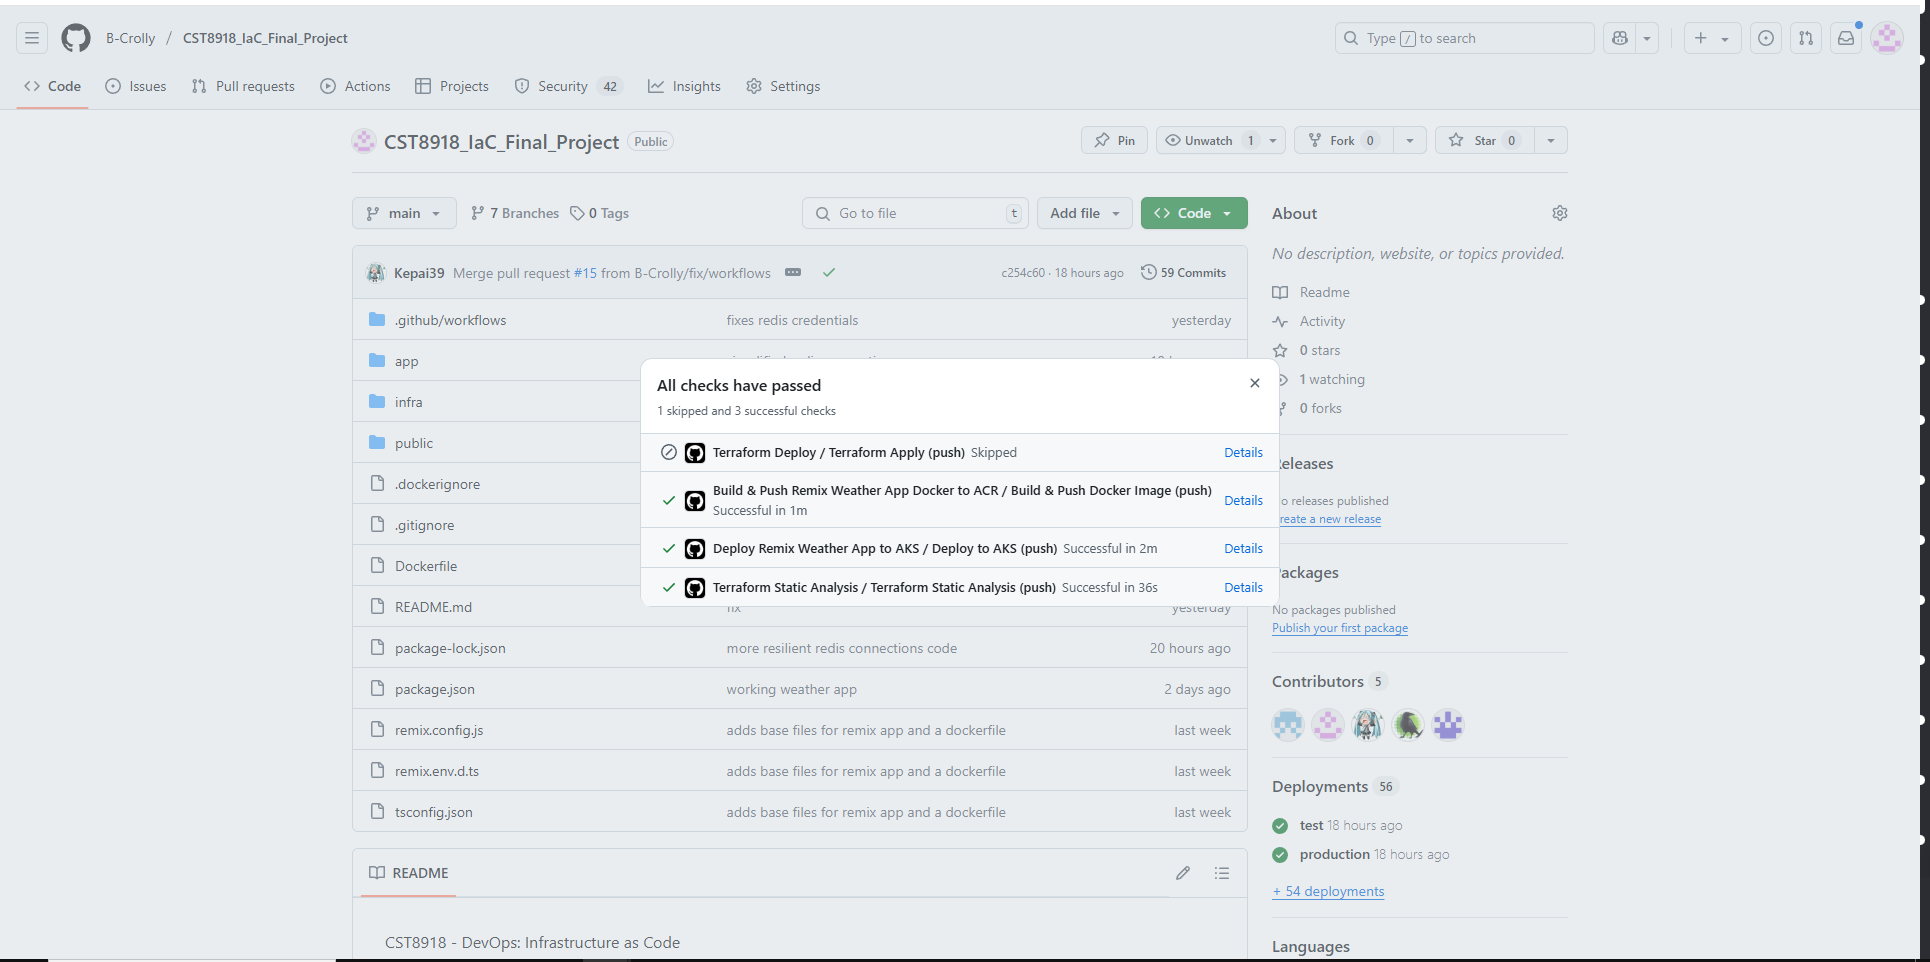 B-Crolly / CST8918_IaC_Final_Project
Type / to search
Code
Issues
Pull requests
Actions
Projects
Security 42
Insights
Settings
CST8918_IaC_Final_Project Public
Pin
Unwatch 1
Fork 0
Star 0
main
7 Branches
0 Tags
Go to file t
Add file
Code
Kepai39 Merge pull request #15 from B-Crolly/fix/workflows
c254c60 · 18 hours ago
59 Commits
.github/workflows fixes redis credentials yesterday
app
infra
public
.dockerignore
.gitignore
Dockerfile
README.md fix yesterday
package-lock.json more resilient redis connections code 20 hours ago
package.json working weather app 2 days ago
remix.config.js adds base files for remix app and a dockerfile last week
remix.env.d.ts adds base files for remix app and a dockerfile last week
tsconfig.json adds base files for remix app and a dockerfile last week
All checks have passed
1 skipped and 3 successful checks
Terraform Deploy / Terraform Apply (push) Skipped Details
Build & Push Remix Weather App Docker to ACR / Build & Push Docker Image (push)
Successful in 1m Details
Deploy Remix Weather App to AKS / Deploy to AKS (push) Successful in 2m Details
Terraform Static Analysis / Terraform Static Analysis (push) Successful in 36s Details
README
CST8918 - DevOps: Infrastructure as Code
About
No description, website, or topics provided.
Readme
Activity
0 stars
1 watching
0 forks
eleases
o releases published
reate a new release
ackages
No packages published
Publish your first package
Contributors 5
Deployments 56
test 18 hours ago
production 18 hours ago
+ 54 deployments
Languages